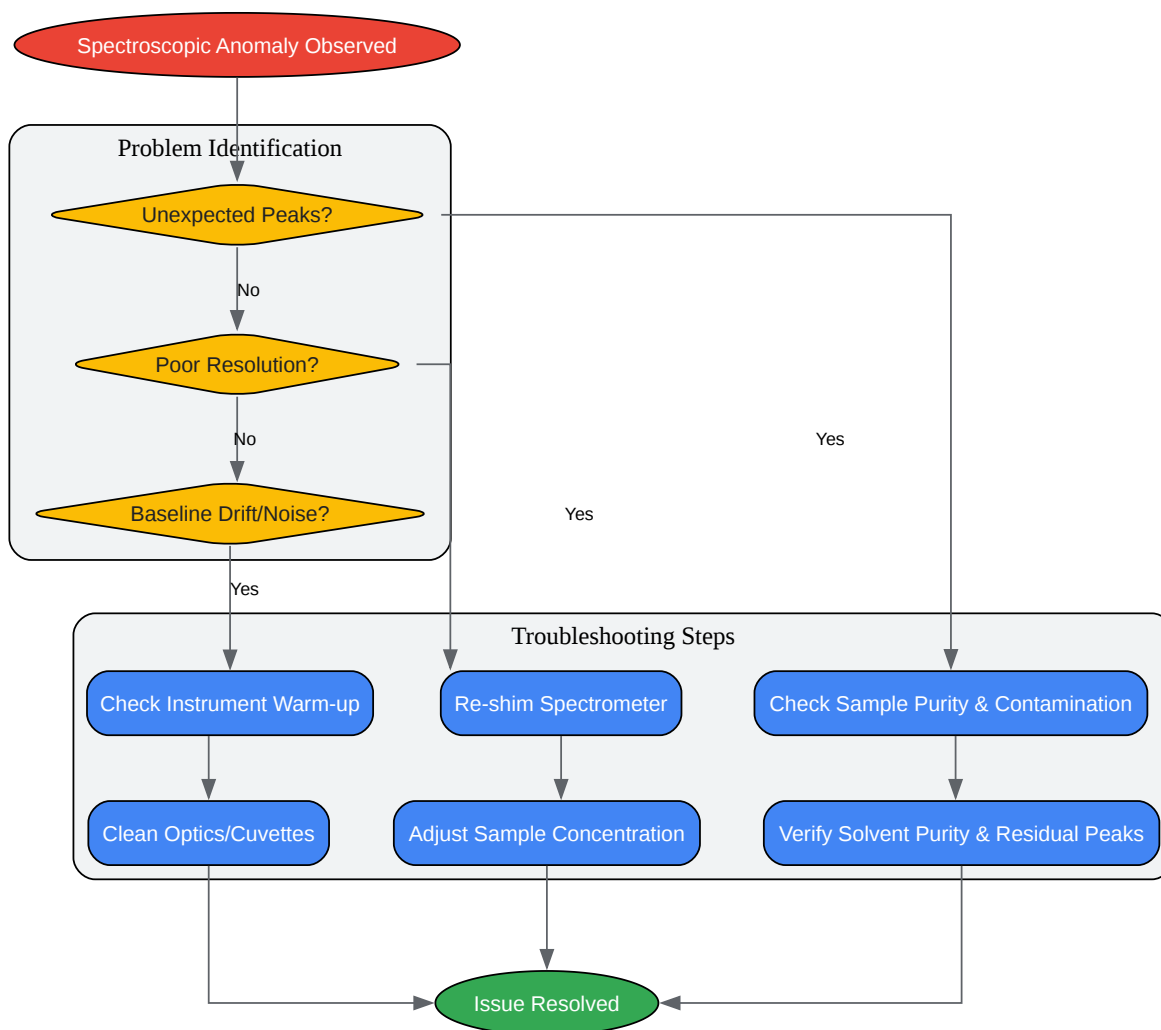 Spectroscopic Anomaly Observed
Problem Identification
Unexpected Peaks?
No
Poor Resolution?
No
Yes
Baseline Drift/Noise?
Yes
Yes
Troubleshooting Steps
Check Instrument Warm-up
Re-shim Spectrometer
Check Sample Purity & Contamination
Clean Optics/Cuvettes
Adjust Sample Concentration
Verify Solvent Purity & Residual Peaks
Issue Resolved